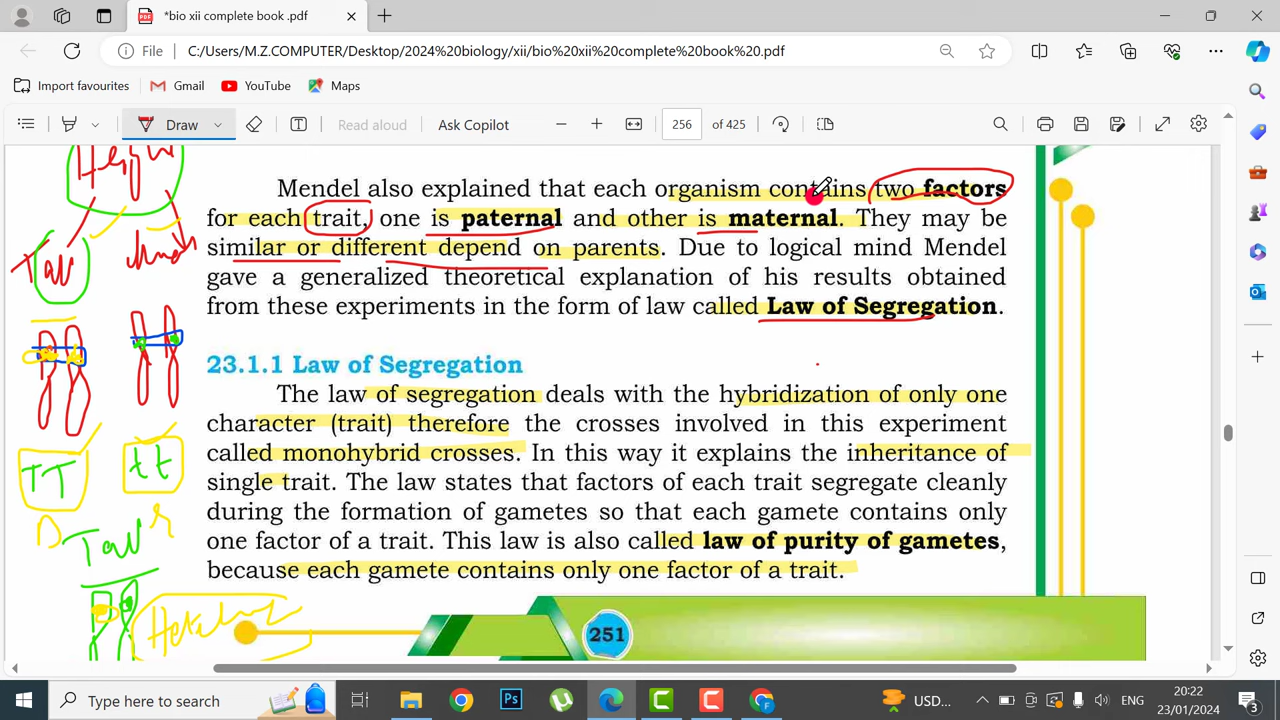 *bio xii complete book .pdf
File
C:/Users/M.Z.COMPUTER/Desktop/2024%20biology/xii/bio%20xii%20complete%20book%20.pdf
Import favourites
Gmail
YouTube
Maps
Draw
Read aloud
Ask Copilot
256
of 425
Height
Tall
TT
tt
D
r
Tall
Mendel also explained that each organism contains two factors
for each trait, one is paternal and other is maternal. They may be
similar or different depend on parents. Due to logical mind Mendel
gave a generalized theoretical explanation of his results obtained
from these experiments in the form of law called Law of Segregation.
23.1.1 Law of Segregation
The law of segregation deals with the hybridization of only one
character (trait) therefore the crosses involved in this experiment
called monohybrid crosses. In this way it explains the inheritance of
single trait. The law states that factors of each trait segregate cleanly
during the formation of gametes so that each gamete contains only
one factor of a trait. This law is also called law of purity of gametes,
because each gamete contains only one factor of a trait.
251
Type here to search
Ps
USD...
ENG
20:22
23/01/2024
3